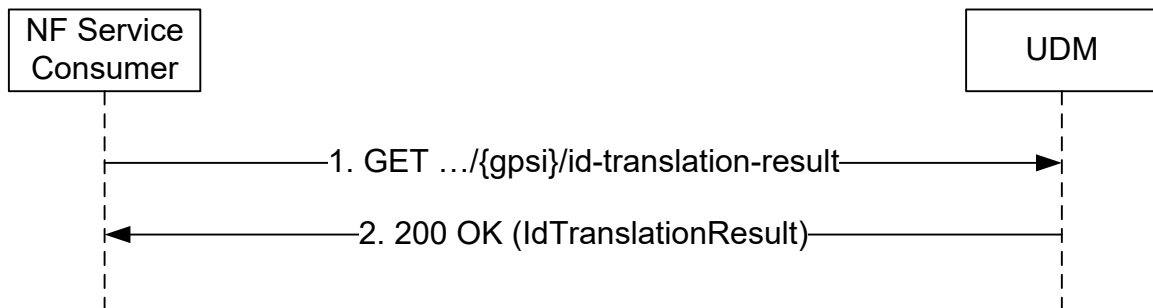 NF Service
Consumer
UDM
1. GET …/{gpsi}/id-translation-result
2. 200 OK (IdTranslationResult)